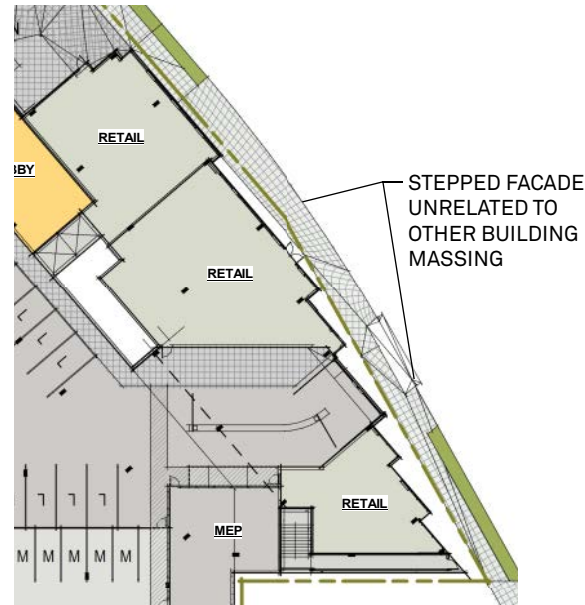 RETAIL
BBY
STEPPED FACADE
UNRELATED TO
OTHER BUILDING
MASSING
RETAIL
RETAIL
MEP
M M M M M